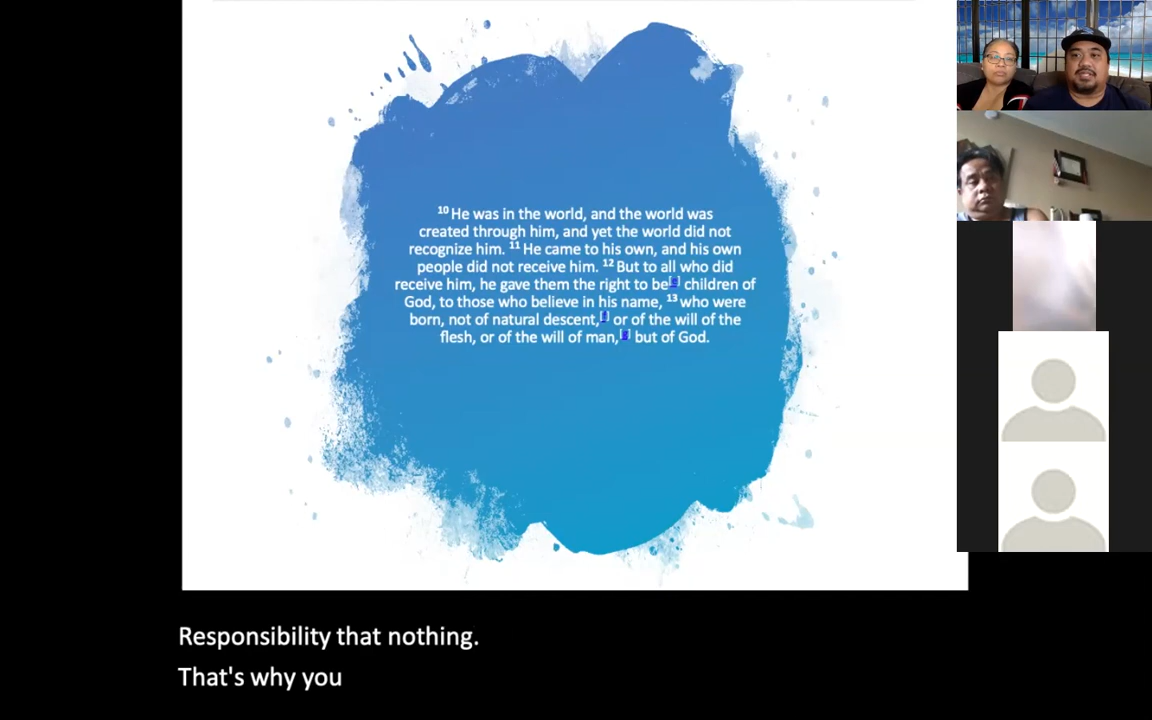 10 He was in the world, and the world was
created through him, and yet the world did not
recognize him. 11 He came to his own, and his own
people did not receive him. 12 But to all who did
receive him, he gave them the right to be[e] children of
God, to those who believe in his name, 13 who were
born, not of natural descent,[f] or of the will of the
flesh, or of the will of man,[g] but of God.
Responsibility that nothing.
That's why you